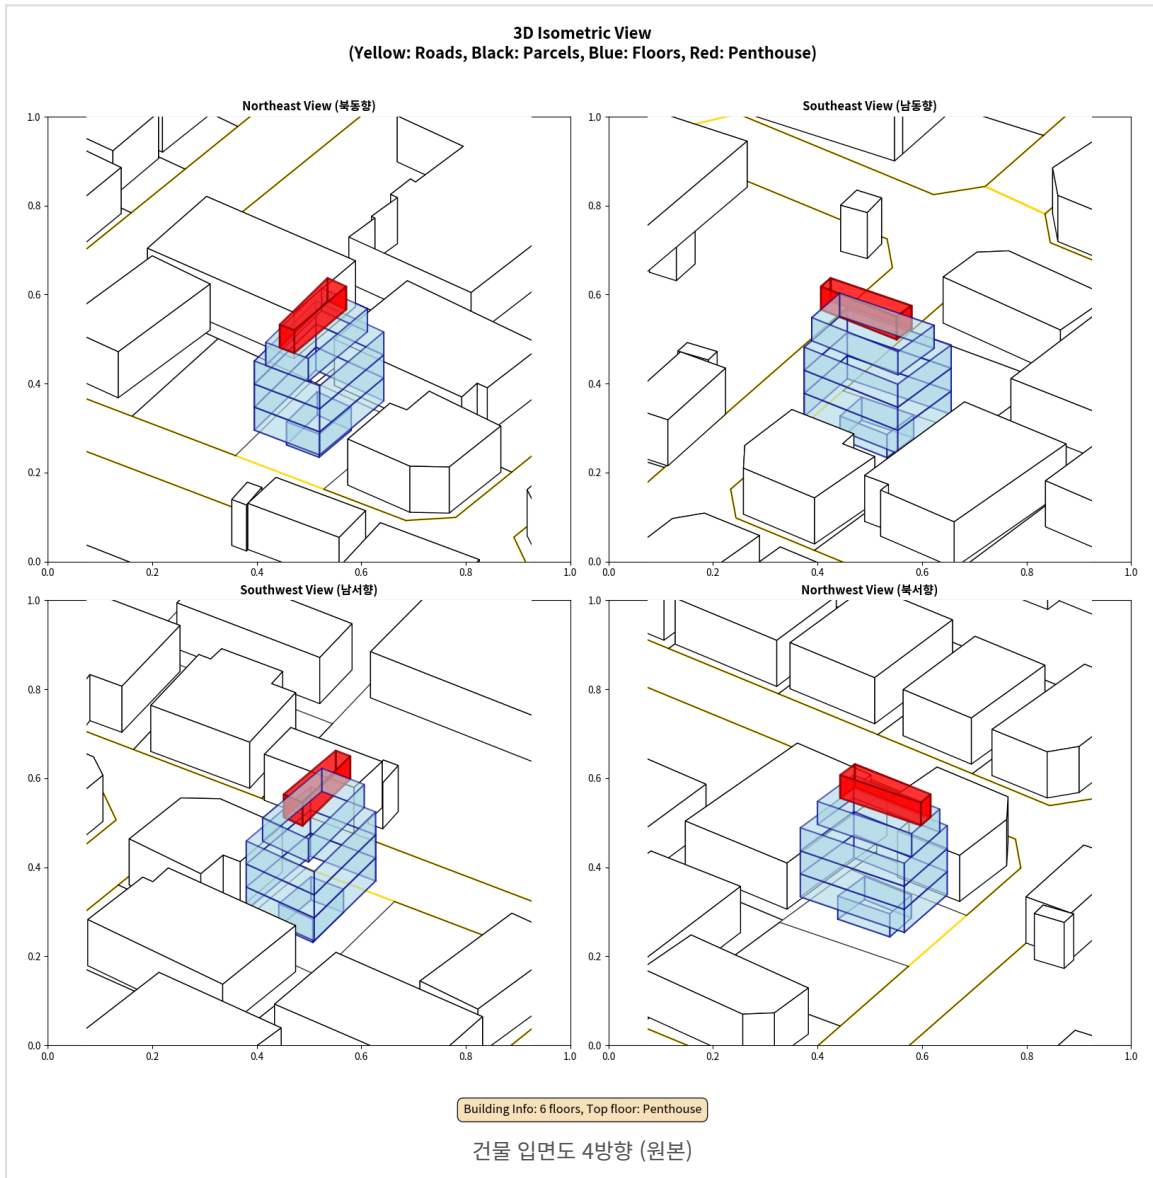 3D Isometric View
(Yellow: Roads, Black: Parcels, Blue: Floors, Red: Penthouse)
Northeast View (북동향)
1.0
0.8
0.6
0.4
0.2
0.0
0.0 0.2 0.4 0.6 0.8 1.0
Southeast View (남동향)
1.0
0.8
0.6
0.4
0.2
0.0
0.0 0.2 0.4 0.6 0.8 1.0
Southwest View (남서향)
1.0
0.8
0.6
0.4
0.2
0.0
0.0 0.2 0.4 0.6 0.8 1.0
Northwest View (북서향)
1.0
0.8
0.6
0.4
0.2
0.0
0.0 0.2 0.4 0.6 0.8 1.0
Building Info: 6 floors, Top floor: Penthouse
건물 입면도 4방향 (원본)